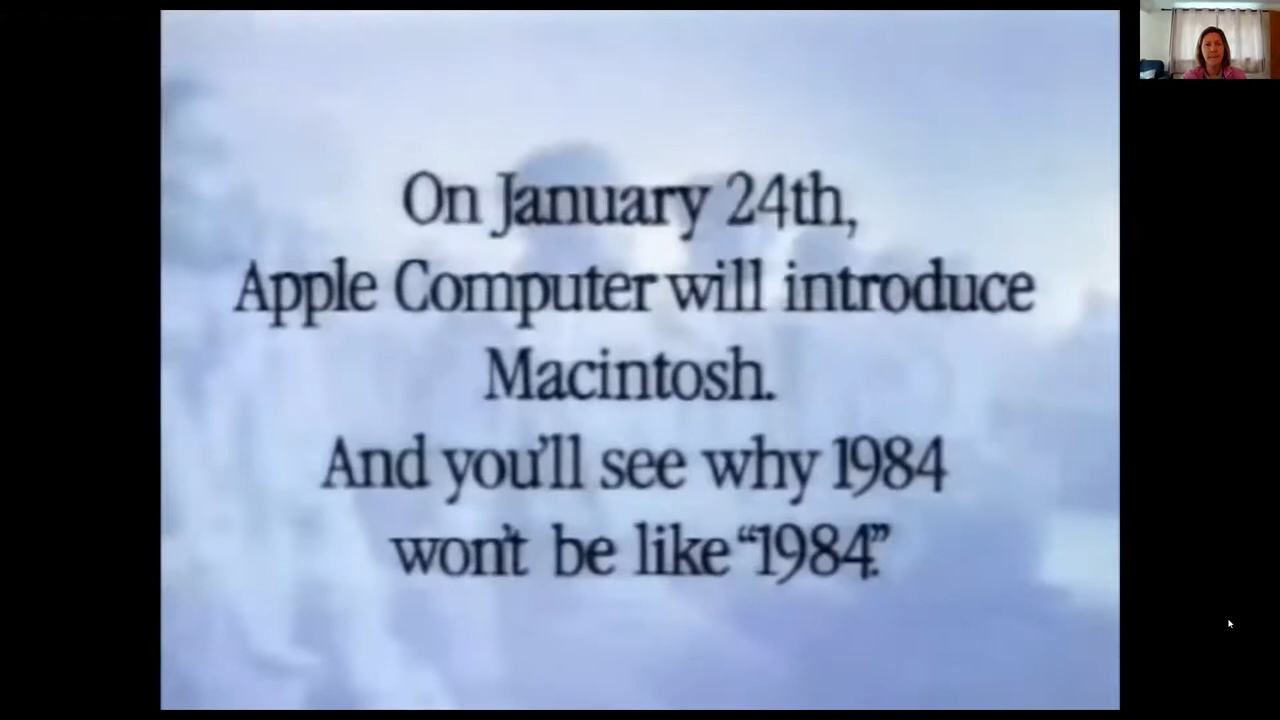 On January 24th,
Apple Computer will introduce
Macintosh.
And you'll see why 1984
won't be like “1984.”